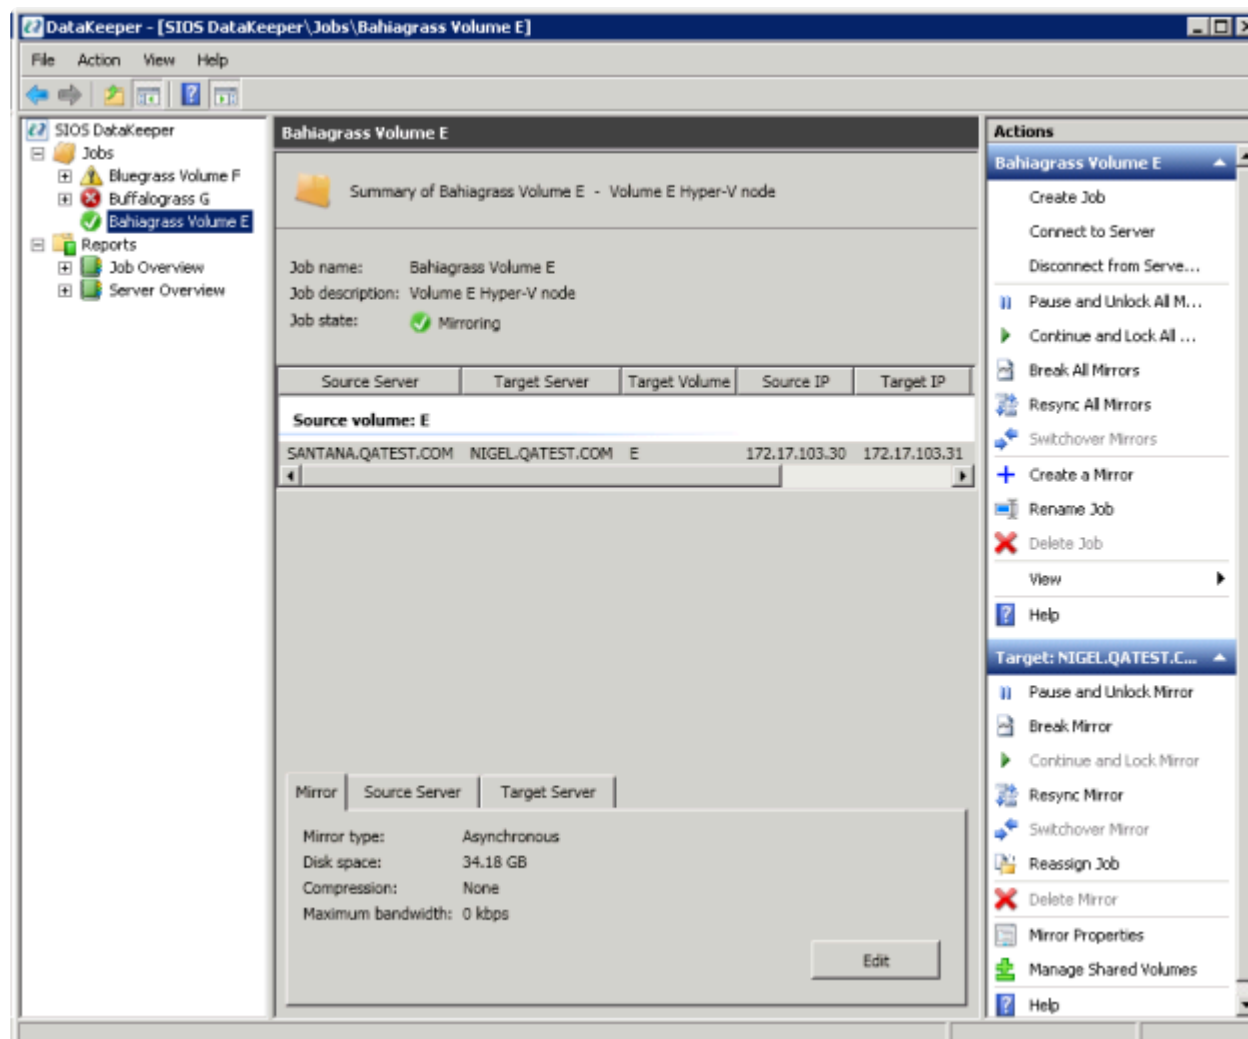 DataKeeper - [SIOS DataKeeper\Jobs\Bahiagrass Volume E]
File Action View Help
SIOS DataKeeper
Jobs
Bluegrass Volume F
Buffalograss G
Bahiagrass Volume E
Reports
Job Overview
Server Overview
Bahiagrass Volume E
Summary of Bahiagrass Volume E - Volume E Hyper-V node
Job name: Bahiagrass Volume E
Job description: Volume E Hyper-V node
Job state: Mirroring
Source Server Target Server Target Volume Source IP Target IP
Source volume: E
SANTANA.QATEST.COM NIGEL.QATEST.COM E 172.17.103.30 172.17.103.31
Mirror Source Server Target Server
Mirror type: Asynchronous
Disk space: 34.18 GB
Compression: None
Maximum bandwidth: 0 kbps
Edit
Actions
Bahiagrass Volume E
Create Job
Connect to Server
Disconnect from Serve...
Pause and Unlock All M...
Continue and Lock All ...
Break All Mirrors
Resync All Mirrors
Switchover Mirrors
Create a Mirror
Rename Job
Delete Job
View
Help
Target: NIGEL.QATEST.C...
Pause and Unlock Mirror
Break Mirror
Continue and Lock Mirror
Resync Mirror
Switchover Mirror
Reassign Job
Delete Mirror
Mirror Properties
Manage Shared Volumes
Help